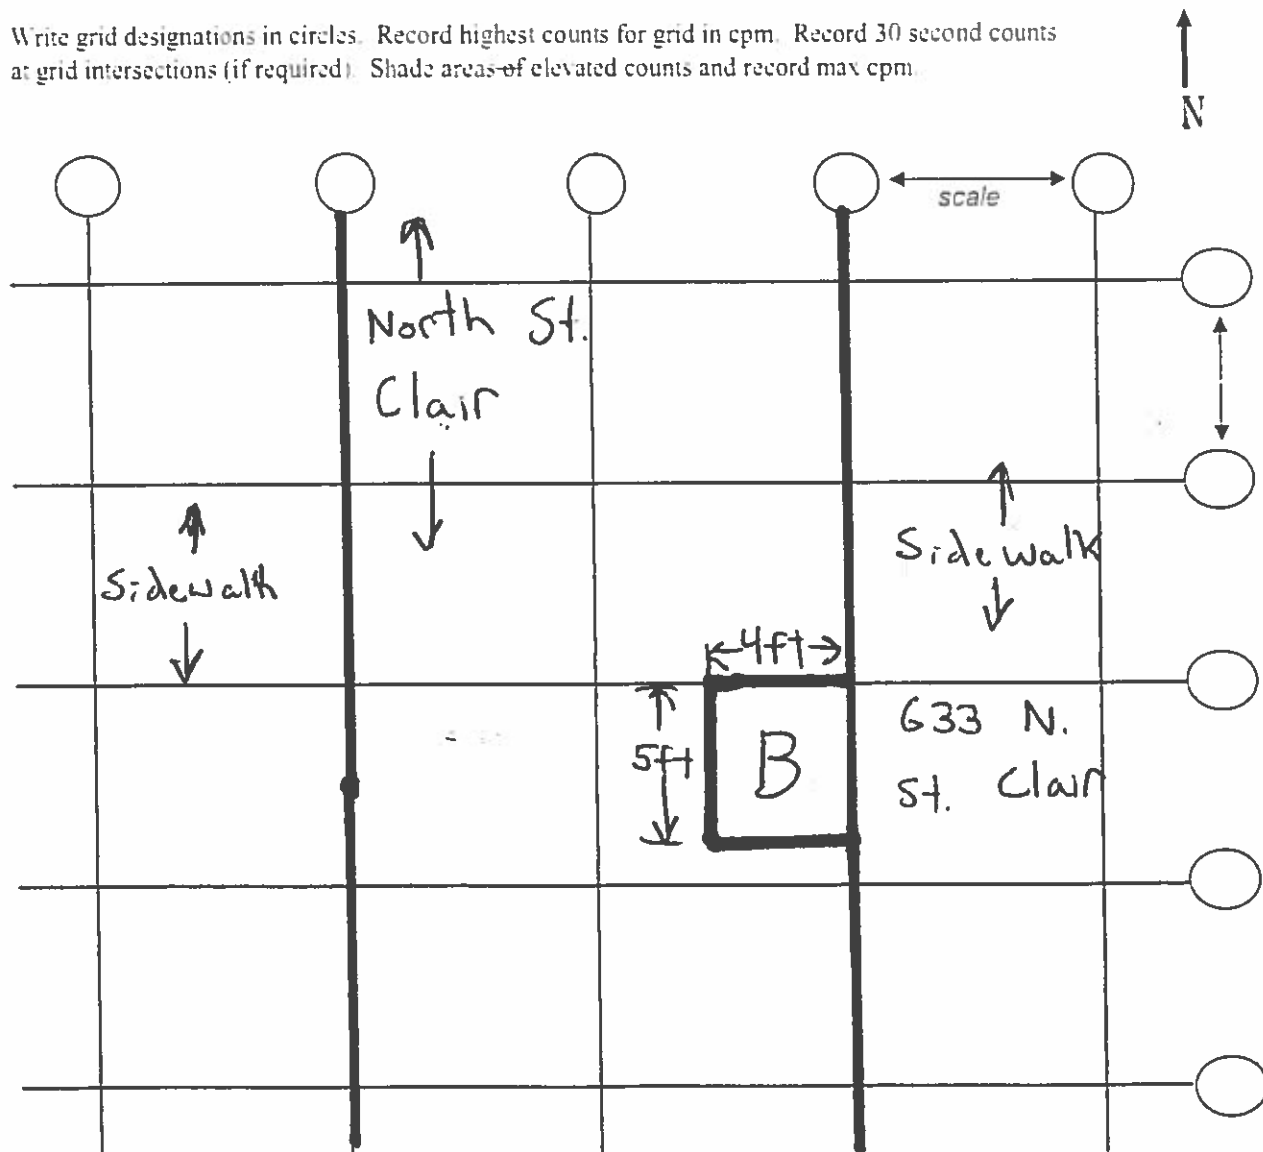 Write grid designations in circles. Record highest counts for grid in cpm. Record 30 second counts
at grid intersections (if required). Shade areas of elevated counts and record max cpm.
N
scale
North St.
Clair
Sidewalk
Sidewalk
4ft
5ft
B
633 N.
St. Clair